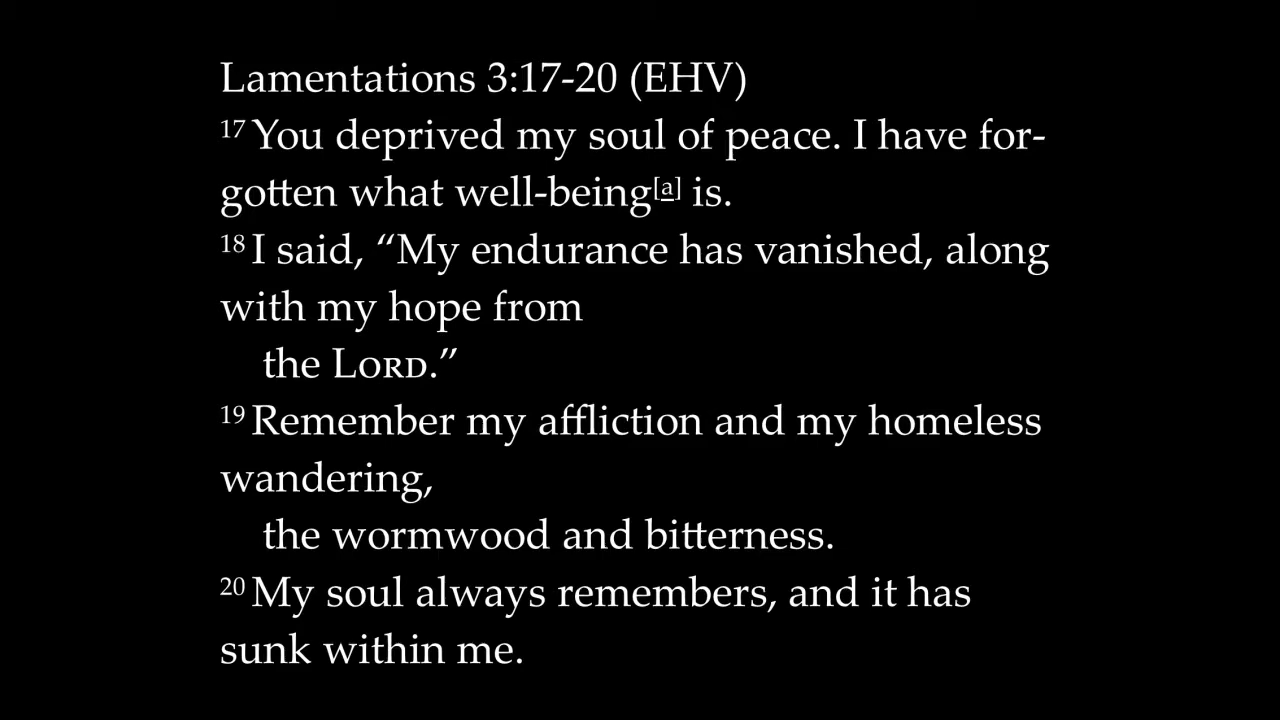 Lamentations 3:17-20 (EHV)
17 You deprived my soul of peace. I have for-
gotten what well-being[a] is.
18 I said, “My endurance has vanished, along
with my hope from
the LORD.”
19 Remember my affliction and my homeless
wandering,
the wormwood and bitterness.
20 My soul always remembers, and it has
sunk within me.